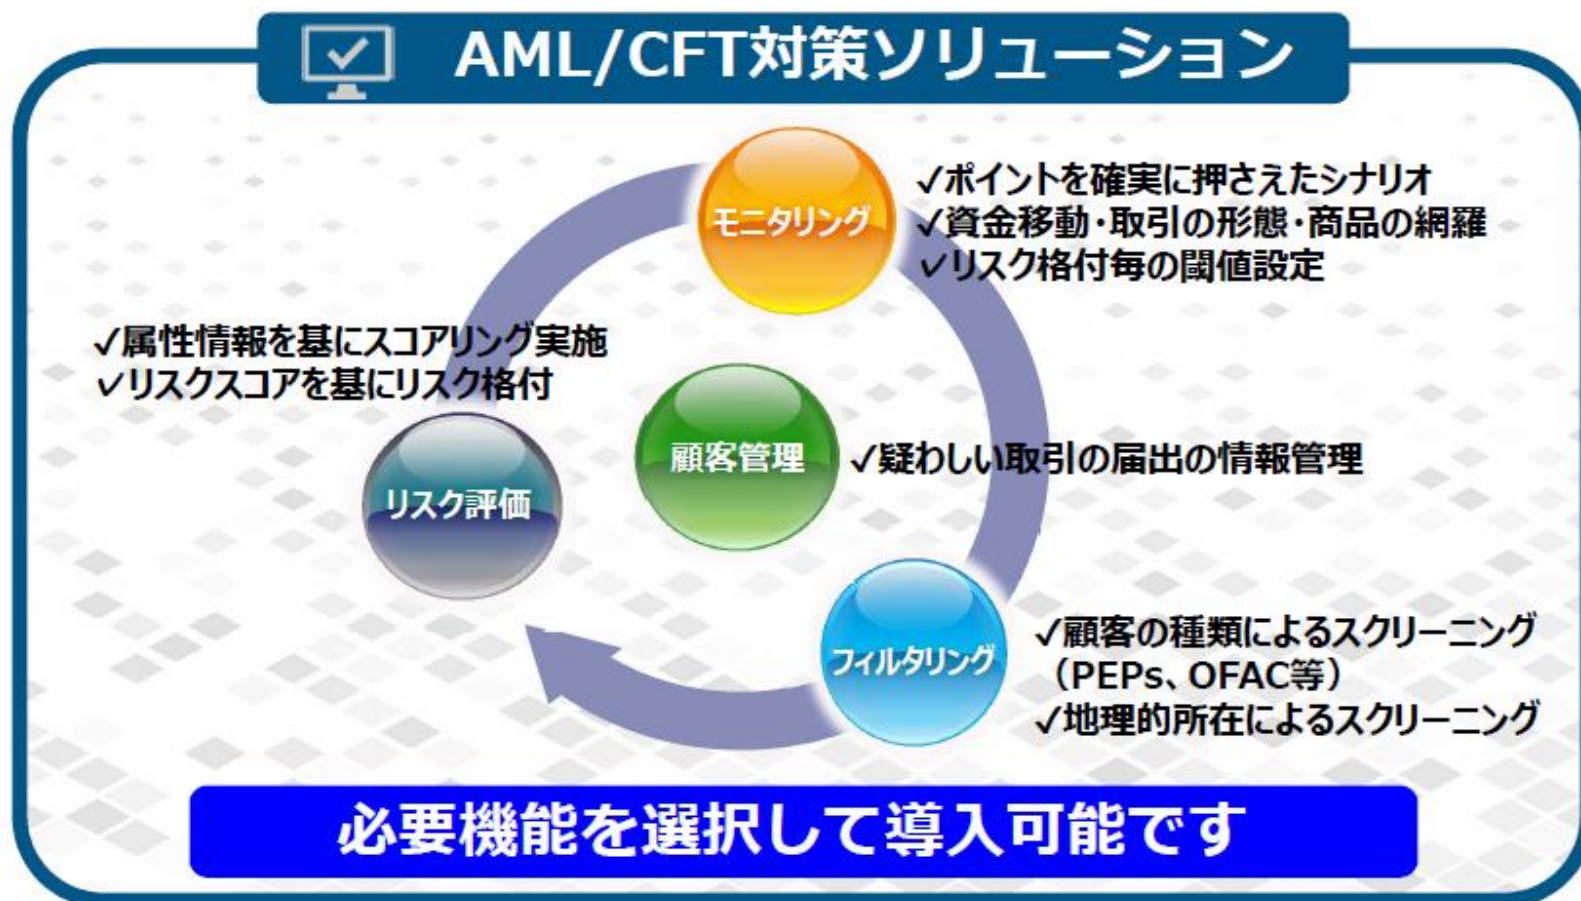 AML/CFT対策ソリューション
モニタリング
✓ポイントを確実に押さえたシナリオ
✓資金移動･取引の形態･商品の網羅
✓リスク格付毎の閾値設定
✓属性情報を基にスコアリング実施
✓リスクスコアを基にリスク格付
リスク評価
顧客管理
✓疑わしい取引の届出の情報管理
フィルタリング
✓顧客の種類によるスクリーニング
（PEPs、OFAC等）
✓地理的所在によるスクリーニング
必要機能を選択して導入可能です